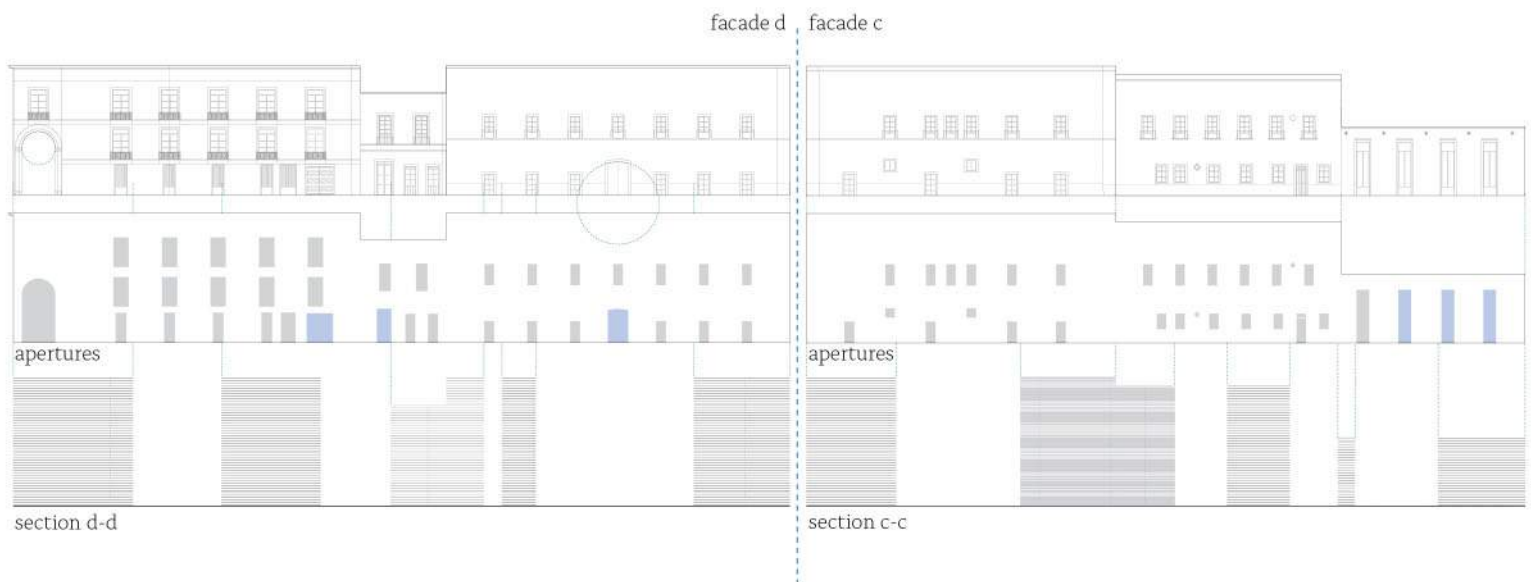 facade d
facade c
apertures
apertures
section d-d
section c-c